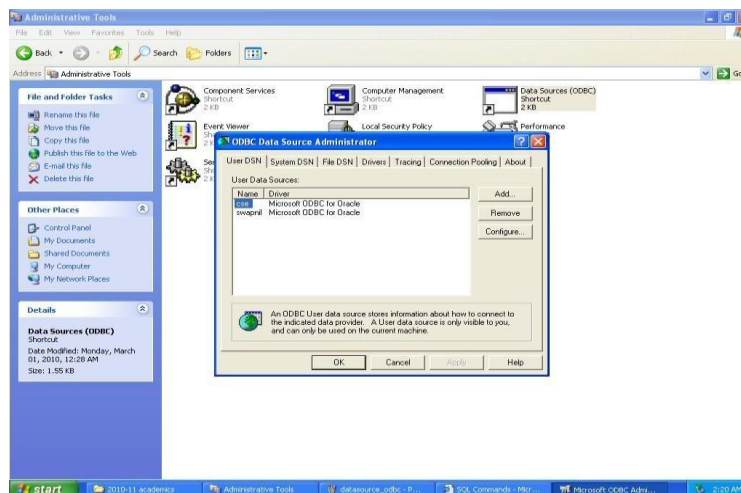 Administrative Tools
File Edit View Favorites Tools Help
Back Search Folders
Address Administrative Tools Go
File and Folder Tasks
Rename this file
Move this file
Copy this file
Publish this file to the Web
E-mail this file
Delete this file
Other Places
Control Panel
My Documents
Shared Documents
My Computer
My Network Places
Details
Data Sources (ODBC)
Shortcut
Date Modified: Monday, March
01, 2010, 12:28 AM
Size: 1.55 KB
Component Services
Shortcut
2 KB
Computer Management
Shortcut
2 KB
Data Sources (ODBC)
Shortcut
2 KB
Event Viewer
Local Security Policy
Performance
ODBC Data Source Administrator
User DSN System DSN File DSN Drivers Tracing Connection Pooling About
User Data Sources:
Name Driver
cse Microsoft ODBC for Oracle
swapnil Microsoft ODBC for Oracle
Add...
Remove
Configure...
An ODBC User data source stores information about how to connect to
the indicated data provider. A User data source is only visible to you,
and can only be used on the current machine.
OK Cancel Apply Help
start 2010-11 academics Administrative Tools datasource_odbc - P... SQL Commands - Micr... Microsoft ODBC Admi... 2:20 AM